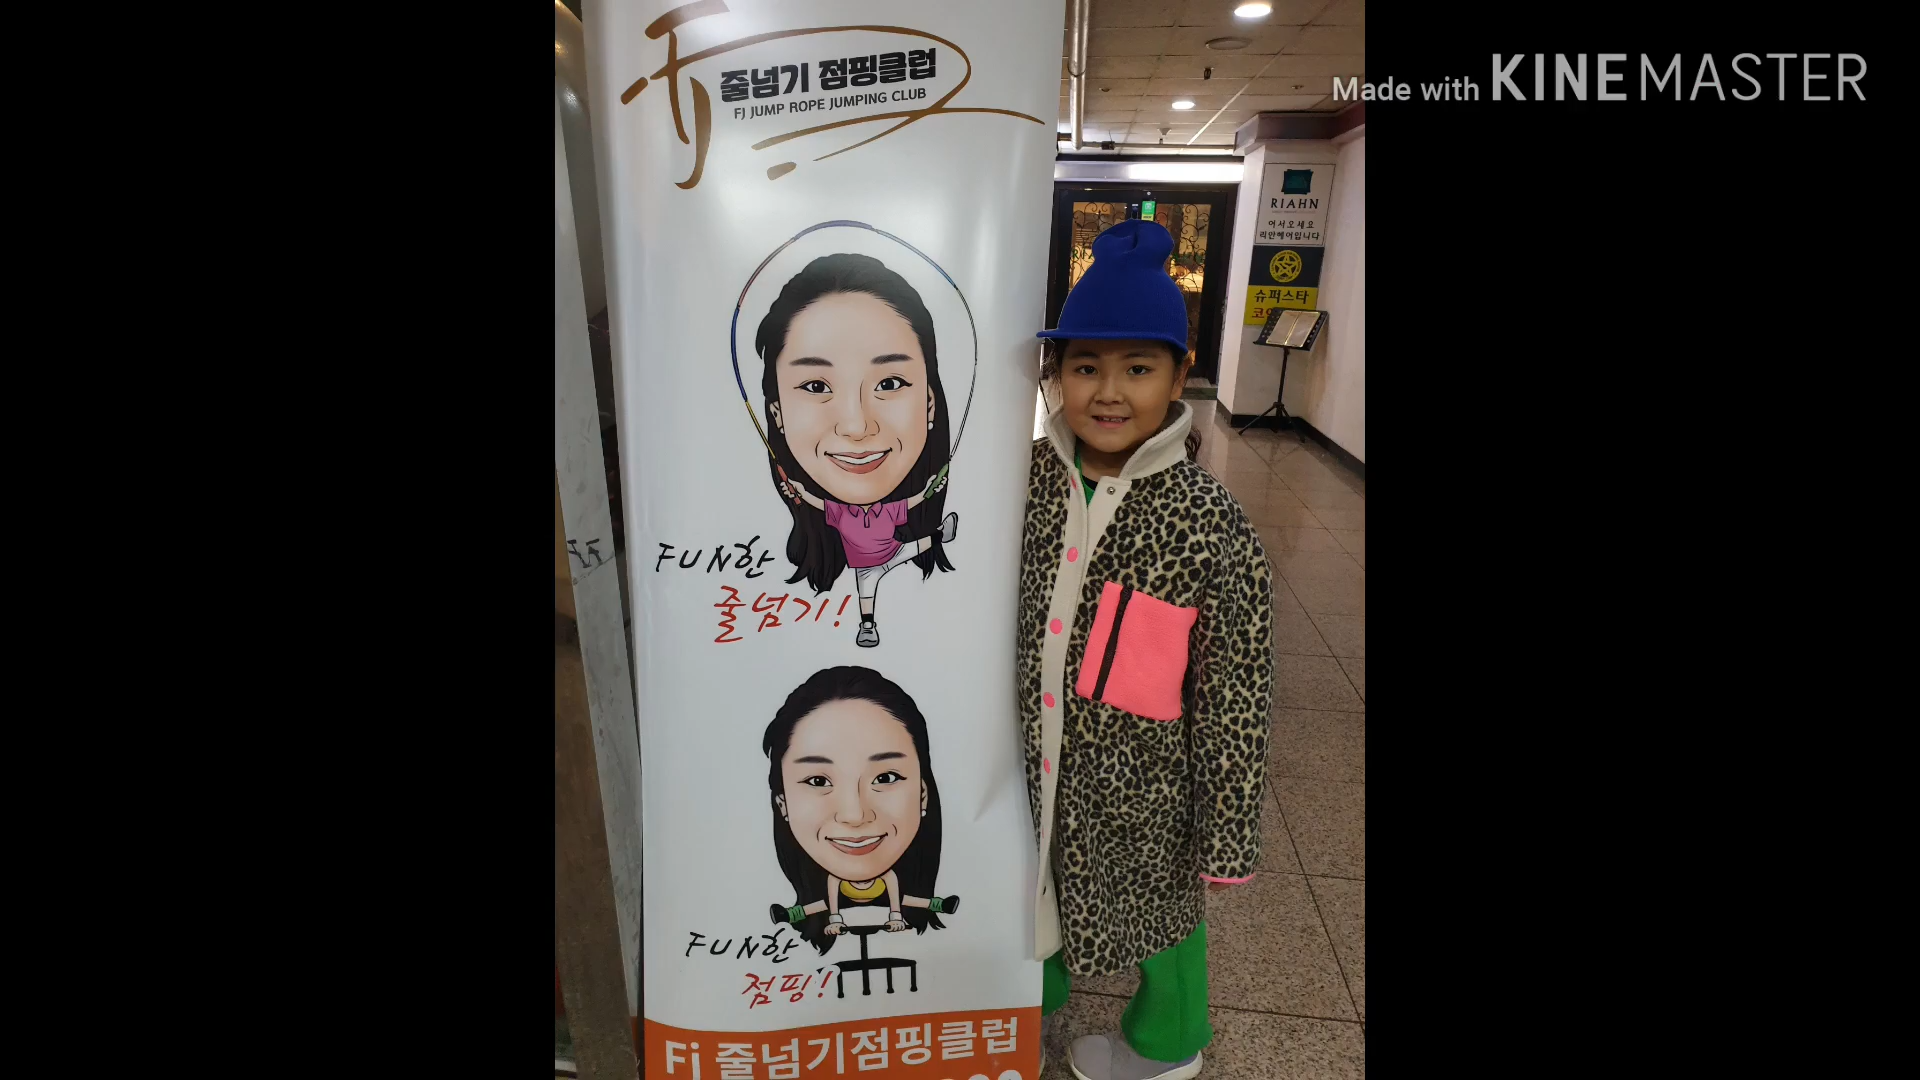 FJ
줄넘기 점핑클럽
FJ JUMP ROPE JUMPING CLUB
FUN한
줄넘기!
FUN한
점핑!
Fj 줄넘기점핑클럽
Made with KINEMASTER
RIAHN
어서오세요
리안헤어입니다
슈퍼스타